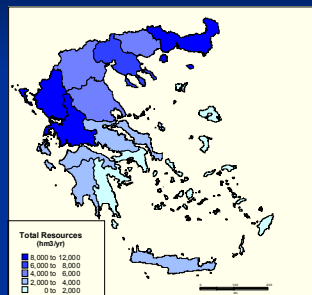 Total Resources
(hm3/yr)
8,000 to 12,000
6,000 to 8,000
4,000 to 6,000
2,000 to 4,000
0 to 2,000